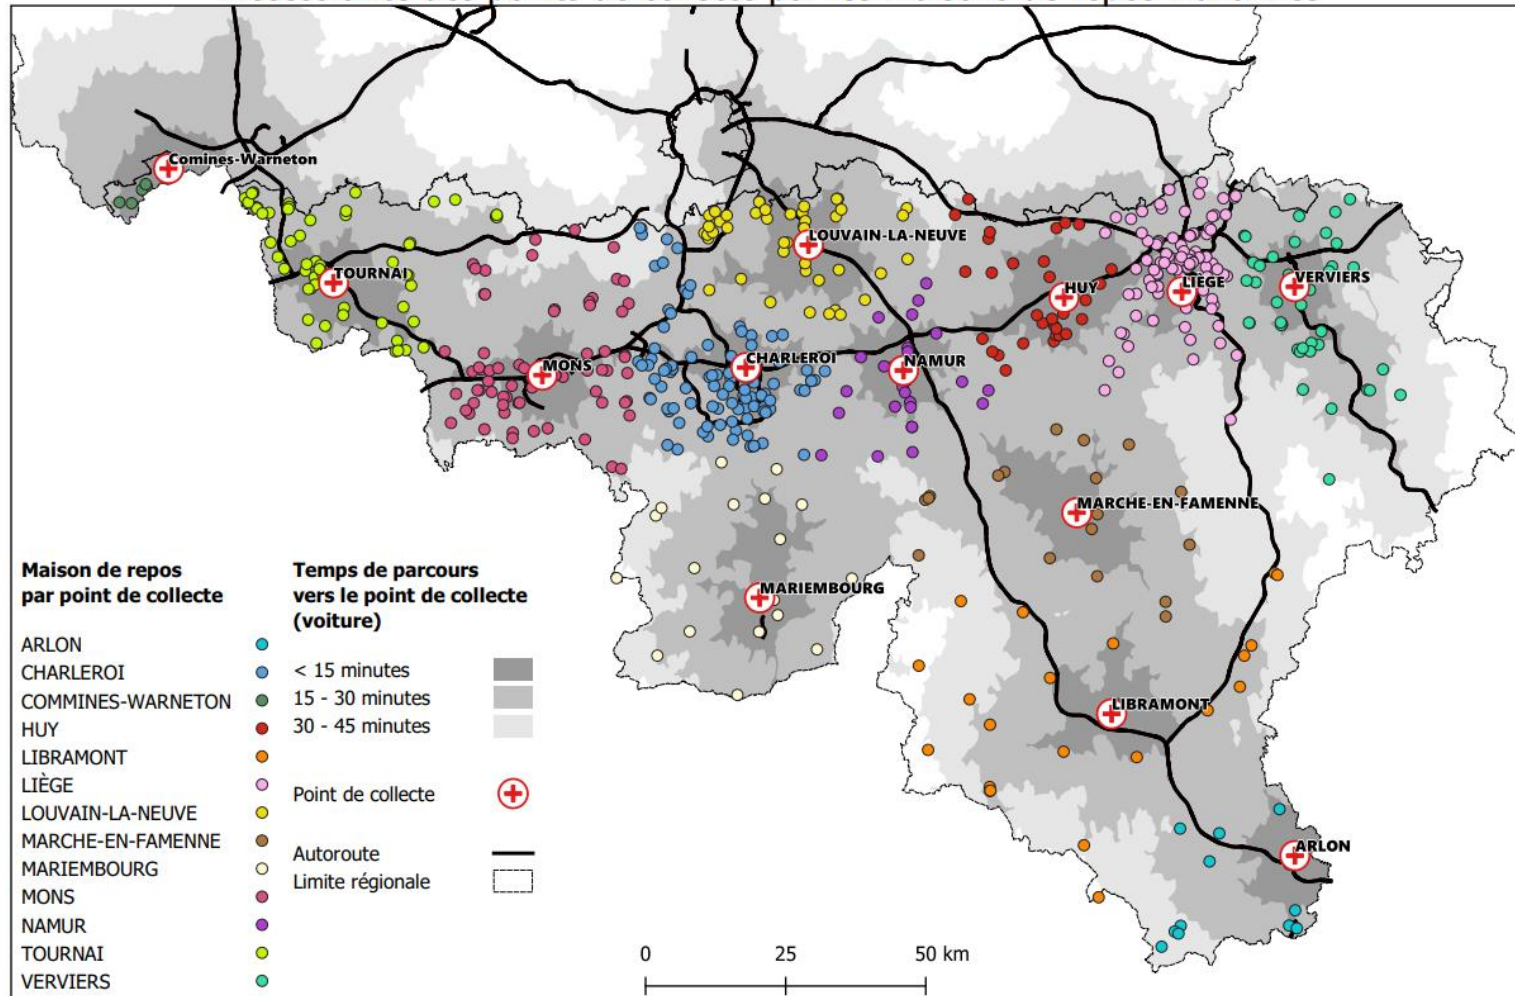 Comines-Warneton
LOUVAIN-LA-NEUVE
TOURNAI
HUY
LIEGE
VERVIERS
MONS
CHARLEROI
NAMUR
MARCHE-EN-FAMENNE
MARIEMBOURG
LIBRAMONT
ARLON
Maison de repos
par point de collecte
ARLON
CHARLEROI
COMMINES-WARNETON
HUY
LIBRAMONT
LIÈGE
LOUVAIN-LA-NEUVE
MARCHE-EN-FAMENNE
MARIEMBOURG
MONS
NAMUR
TOURNAI
VERVIERS
Temps de parcours
vers le point de collecte
(voiture)
< 15 minutes
15 - 30 minutes
30 - 45 minutes
Point de collecte
Autoroute
Limite régionale
0 25 50 km